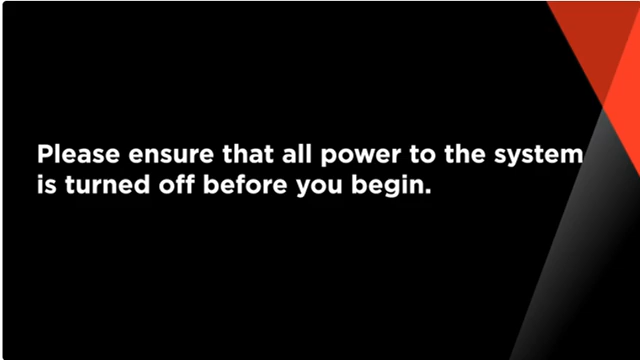 Please ensure that all power to the system
is turned off before you begin.